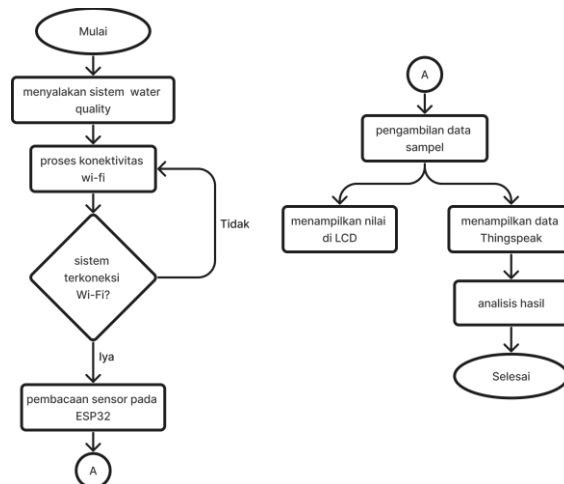 Mulai
menyalakan sistem water
quality
proses konektivitas
wi-fi
Tidak
sistem
terkoneksi
Wi-Fi?
Iya
pembacaan sensor pada
ESP32
A
A
pengambilan data
sampel
menampilkan nilai
di LCD
menampilkan data
Thingspeak
analisis hasil
Selesai